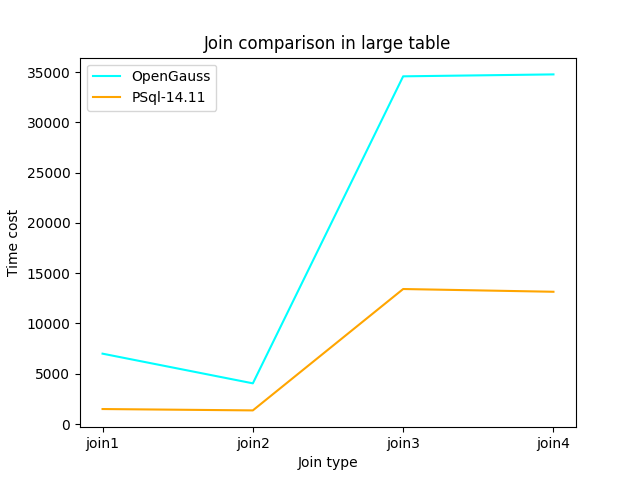 Join comparison in large table
OpenGauss
PSql-14.11
35000
30000
25000
20000
15000
10000
5000
0
Time cost
join1 join2 join3 join4
Join type